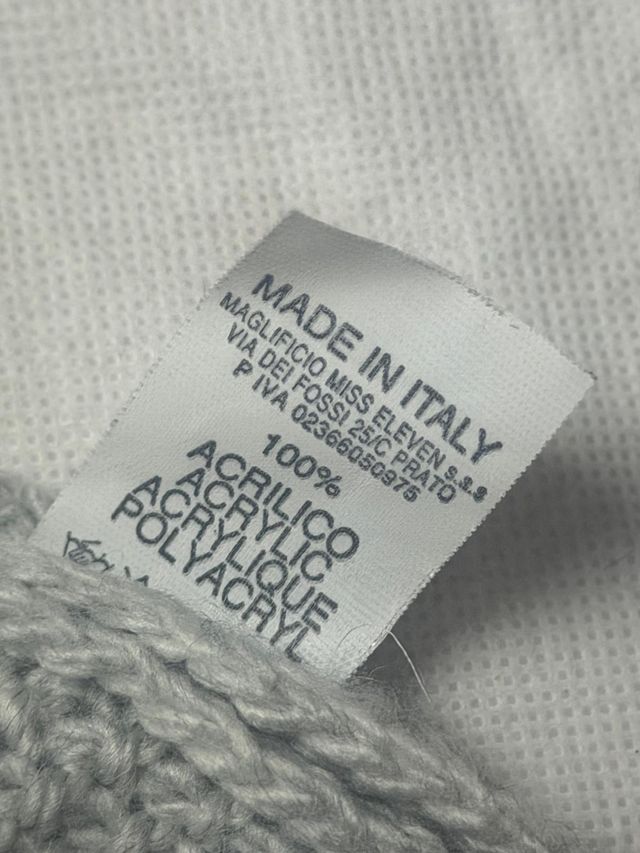 MADE IN ITALY
MAGLIFICIO MISS ELEVEN s.a.s
VIA DEI FOSSI 25/C PRATO
P IVA 02366050975
100%
ACRILICO
ACRYLIC
ACRYLIQUE
POLYACRYL